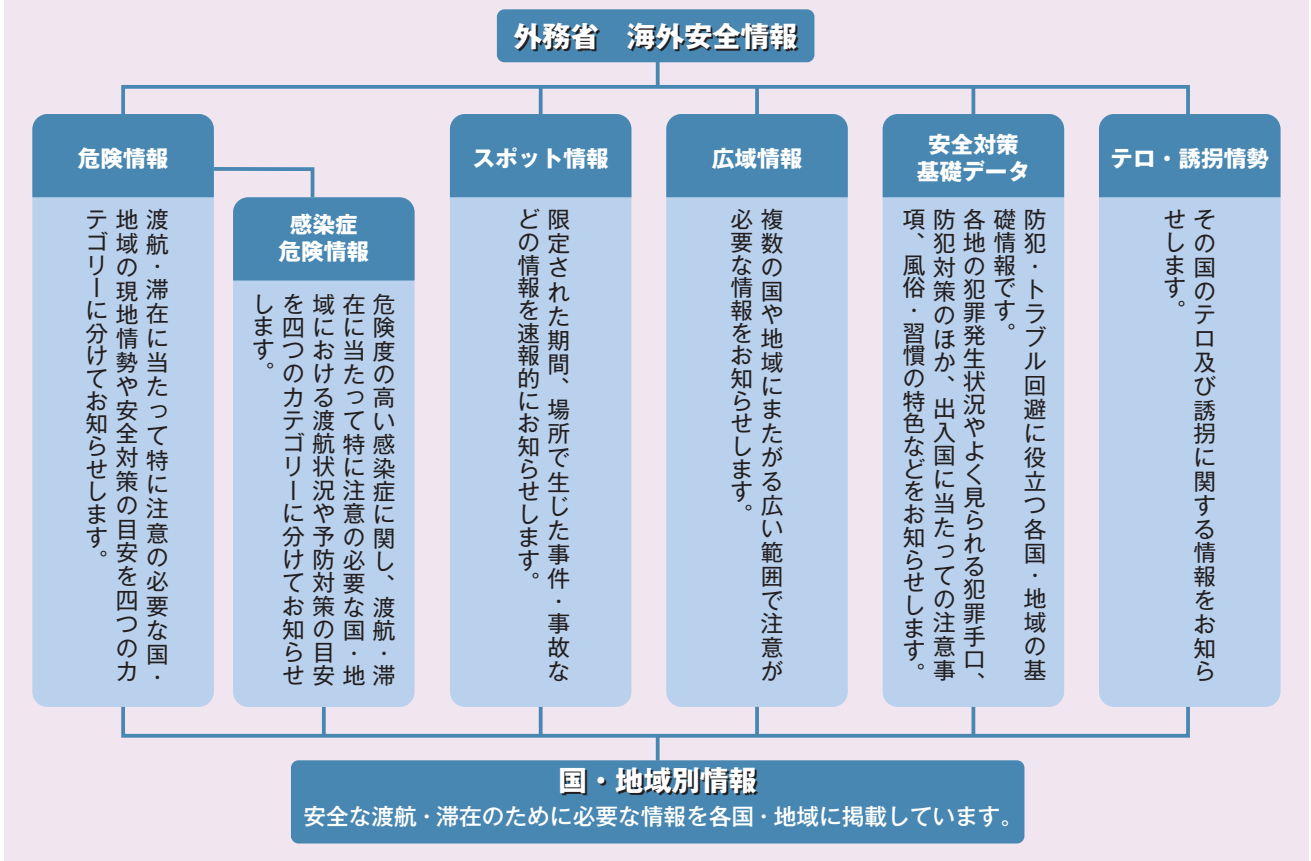 外務省　海外安全情報
危険情報
渡航・滞在に当たって特に注意の必要な国・
地域の現地情勢や安全対策の目安を四つのカ
テゴリーに分けてお知らせします。
感染症
危険情報
危険度の高い感染症に関し、渡航・滞
在に当たって特に注意の必要な国・地
域における渡航状況や予防対策の目安
を四つのカテゴリーに分けてお知らせ
します。
スポット情報
限定された期間、場所で生じた事件・事故な
どの情報を速報的にお知らせします。
広域情報
複数の国や地域にまたがる広い範囲で注意が
必要な情報をお知らせします。
安全対策
基礎データ
防犯・トラブル回避に役立つ各国・地域の基
礎情報です。
各地の犯罪発生状況やよく見られる犯罪手口、
防犯対策のほか、出入国に当たっての注意事
項、風俗・習慣の特色などをお知らせします。
テロ・誘拐情勢
その国のテロ及び誘拐に関する情報をお知ら
せします。
国・地域別情報
安全な渡航・滞在のために必要な情報を各国・地域に掲載しています。